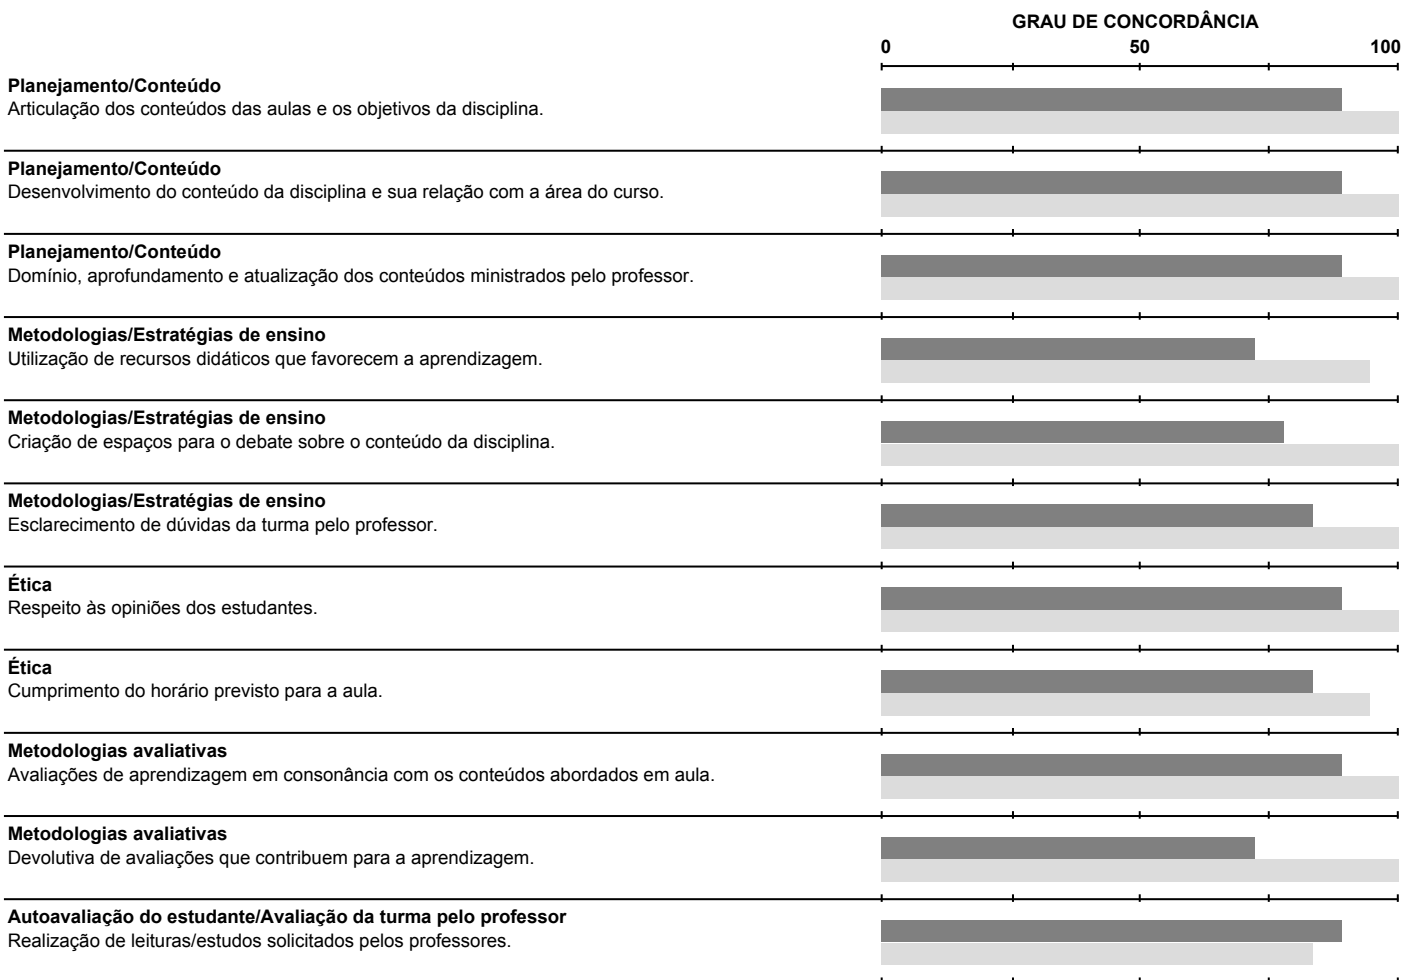 GRAU DE CONCORDÂNCIA
0 50 100
Planejamento/Conteúdo
Articulação dos conteúdos das aulas e os objetivos da disciplina.
Planejamento/Conteúdo
Desenvolvimento do conteúdo da disciplina e sua relação com a área do curso.
Planejamento/Conteúdo
Domínio, aprofundamento e atualização dos conteúdos ministrados pelo professor.
Metodologias/Estratégias de ensino
Utilização de recursos didáticos que favorecem a aprendizagem.
Metodologias/Estratégias de ensino
Criação de espaços para o debate sobre o conteúdo da disciplina.
Metodologias/Estratégias de ensino
Esclarecimento de dúvidas da turma pelo professor.
Ética
Respeito às opiniões dos estudantes.
Ética
Cumprimento do horário previsto para a aula.
Metodologias avaliativas
Avaliações de aprendizagem em consonância com os conteúdos abordados em aula.
Metodologias avaliativas
Devolutiva de avaliações que contribuem para a aprendizagem.
Autoavaliação do estudante/Avaliação da turma pelo professor
Realização de leituras/estudos solicitados pelos professores.